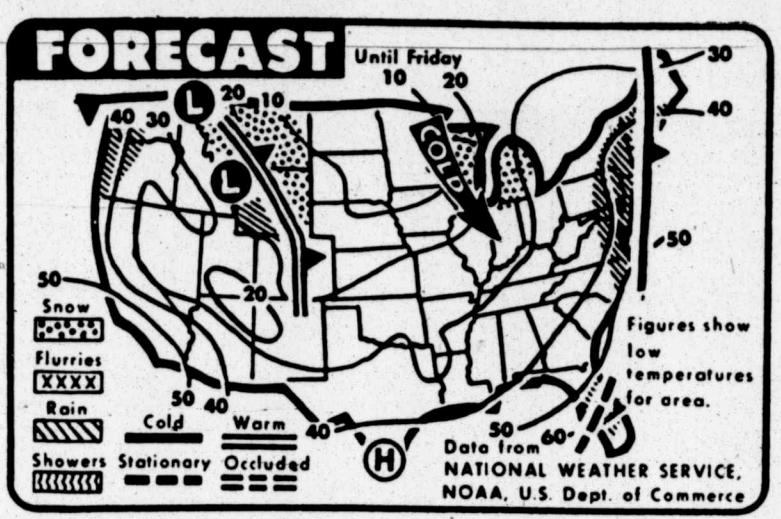 FORECAST
Until Friday
10 20
30
20 10
L
40 30
40
COLD
L
50
50
20
Snow
Flurries
XXXX
Rain
Showers
50 40
Cold
Warm
Stationary
Occluded
40
H
50
60
Figures show
low
temperatures
for area.
Data from
NATIONAL WEATHER SERVICE,
NOAA, U.S. Dept. of Commerce